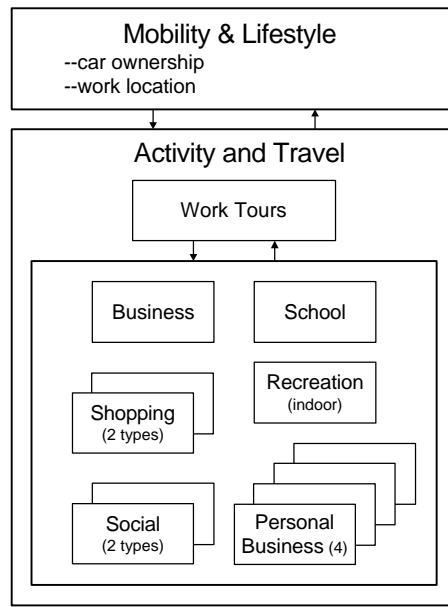 Mobility & Lifestyle
--car ownership
--work location
Activity and Travel
Work Tours
Business
School
Shopping
(2 types)
Recreation
(indoor)
Social
(2 types)
Personal
Business (4)